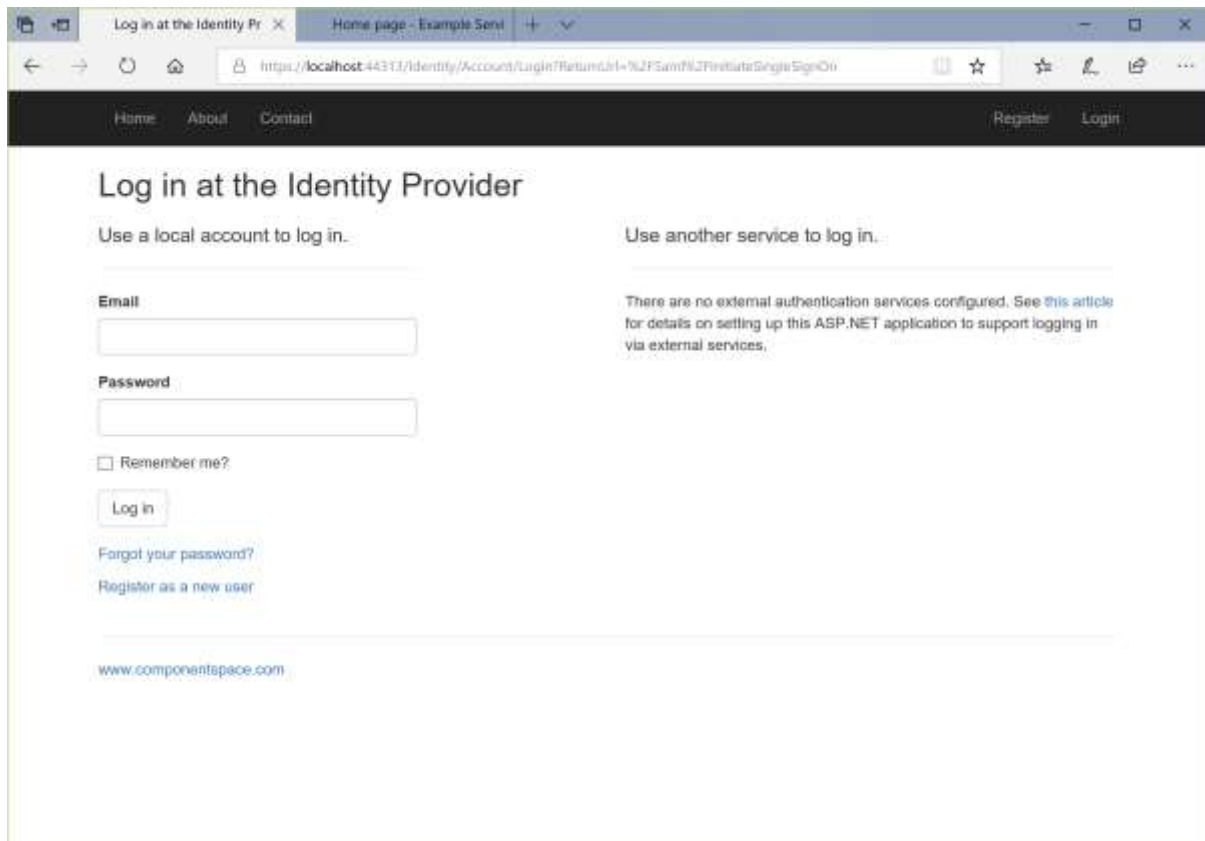 Log in at the Identity Pr
Home page - Example Servi
https://localhost:44313/Identity/Account/Login?ReturnUrl=%2FSaml%2FInitiateSingleSignOn
Home About Contact Register Login
Log in at the Identity Provider
Use a local account to log in.
Email
Password
Remember me?
Log in
Forgot your password?
Register as a new user
Use another service to log in.
There are no external authentication services configured. See this article
for details on setting up this ASP.NET application to support logging in
via external services.
www.componentspace.com